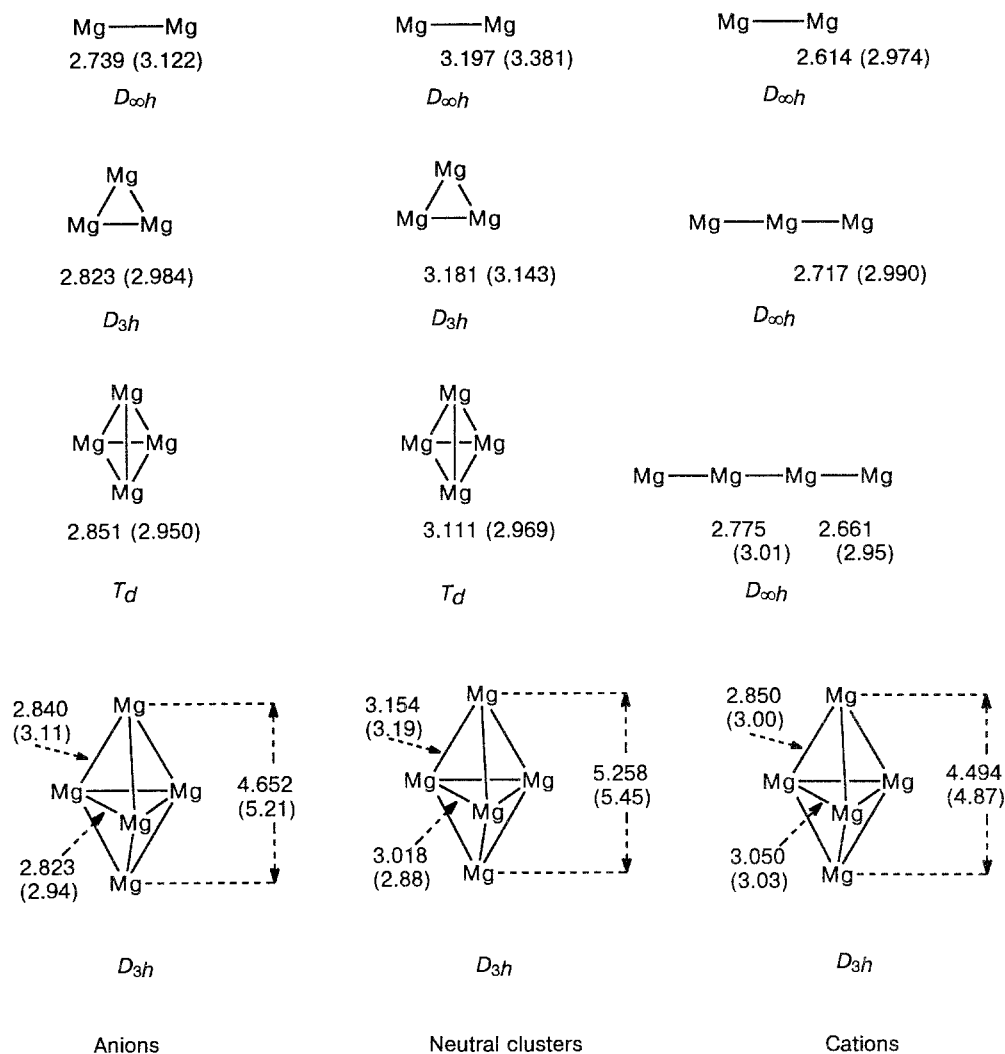 Mg Mg
2.739 (3.122)
D∞h
Mg Mg
3.197 (3.381)
D∞h
Mg Mg
2.614 (2.974)
D∞h
Mg
Mg Mg
2.823 (2.984)
D3h
Mg
Mg Mg
3.181 (3.143)
D3h
Mg Mg Mg
2.717 (2.990)
D∞h
Mg
Mg Mg
Mg
2.851 (2.950)
Td
Mg
Mg Mg
Mg
3.111 (2.969)
Td
Mg Mg Mg Mg
2.775 2.661
(3.01) (2.95)
D∞h
Mg
2.840
(3.11)
Mg Mg
4.652
(5.21)
Mg
2.823
(2.94)
Mg
D3h
Mg
3.154
(3.19)
Mg Mg
5.258
(5.45)
Mg
3.018
(2.88)
Mg
D3h
Mg
2.850
(3.00)
Mg Mg
4.494
(4.87)
Mg
3.050
(3.03)
Mg
D3h
Anions Neutral clusters Cations